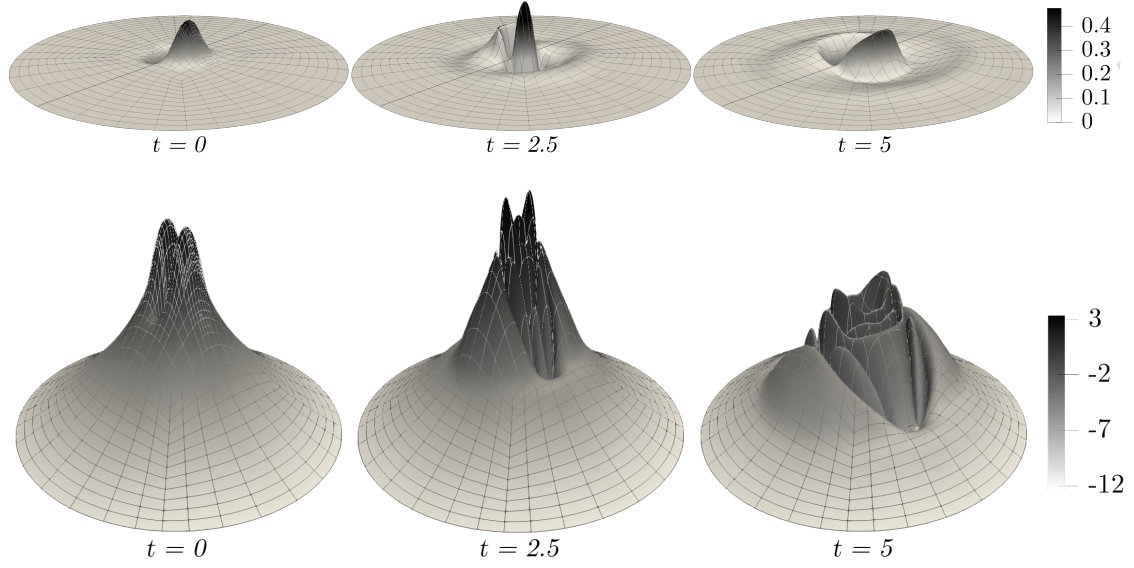 0.4
0.3
0.2
0.1
0
t = 0
t = 2.5
t = 5
3
-2
-7
-12
t = 0
t = 2.5
t = 5